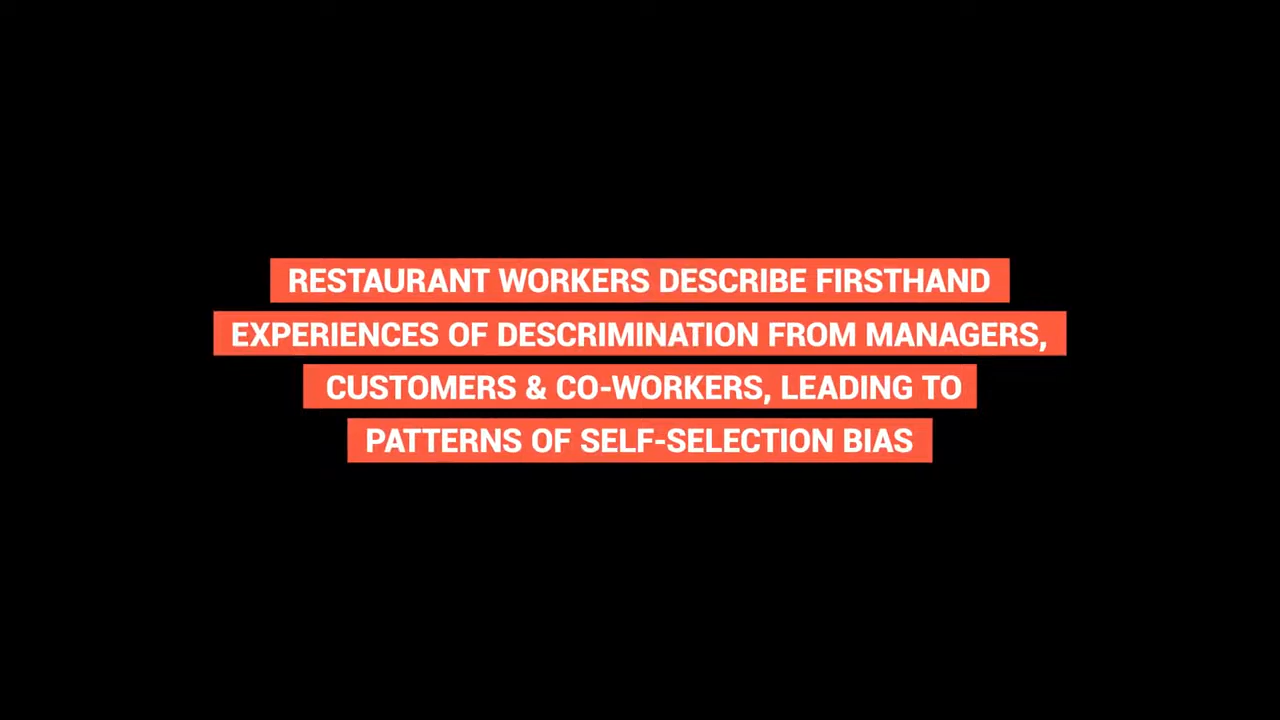 RESTAURANT WORKERS DESCRIBE FIRSTHAND
EXPERIENCES OF DESCRIMINATION FROM MANAGERS,
CUSTOMERS & CO-WORKERS, LEADING TO
PATTERNS OF SELF-SELECTION BIAS